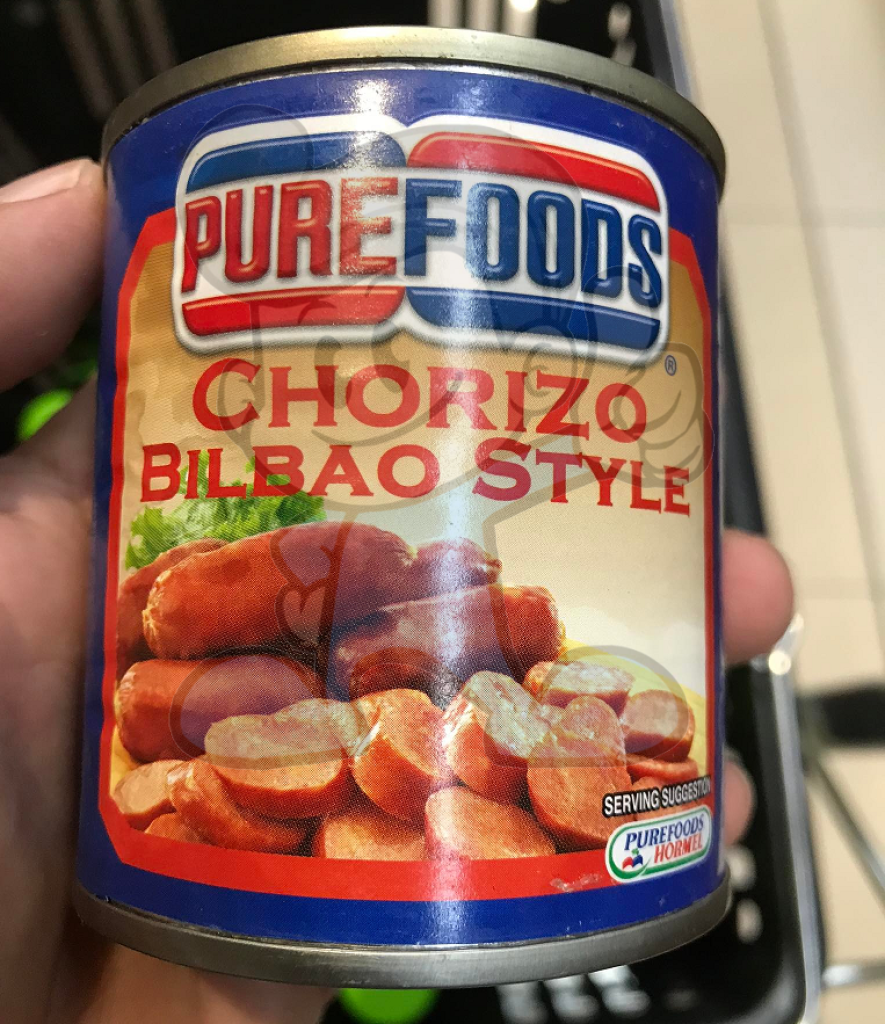 PUREFOODS
®
CHORIZO
BILBAO STYLE
SERVING SUGGESTION
PUREFOODS
HORMEL